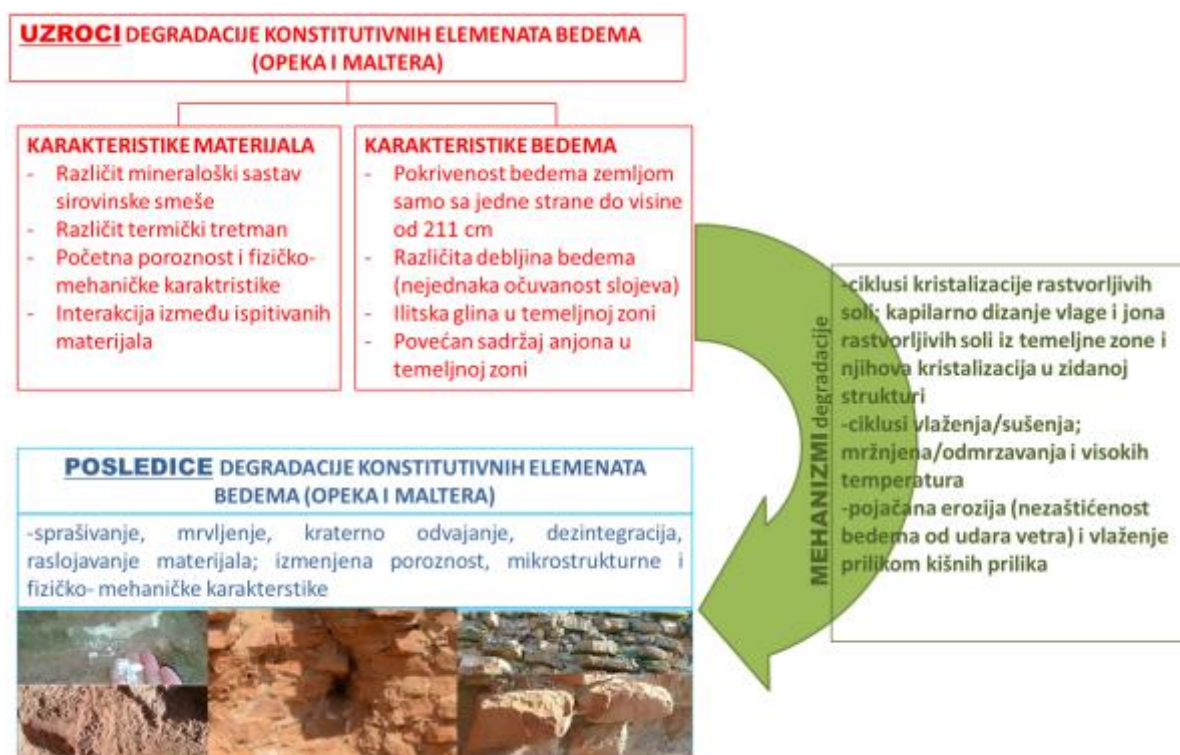 UZROCI DEGRADACIJE KONSTITUTIVNIH ELEMENATA BEDEMA
(OPEKA I MALTERA)
KARAKTERISTIKE MATERIJALA
- Različit mineraloški sastav
sirovinske smeše
- Različit termički tretman
- Početna poroznost i fizičko-
mehaničke karaktristike
- Interakcija između ispitivanih
materijala
KARAKTERISTIKE BEDEMA
- Pokrivenost bedema zemljom
samo sa jedne strane do visine
od 211 cm
- Različita debljina bedema
(nejednaka očuvanost slojeva)
- Ilitska glina u temeljnoj zoni
- Povećan sadržaj anjona u
temeljnoj zoni
MEHANIZMI degradacije
-ciklusi kristalizacije rastvorljivih
soli; kapilarno dizanje vlage i jona
rastvorljivih soli iz temeljne zone i
njihova kristalizacija u zidanoj
strukturi
-ciklusi vlaženja/sušenja;
mržnjena/odmrzavanja i visokih
temperatura
-pojačana erozija (nezaštićenost
bedema od udara vetra) i vlaženje
prilikom kišnih prilika
POSLEDICE DEGRADACIJE KONSTITUTIVNIH ELEMENATA
BEDEMA (OPEKA I MALTERA)
-sprašivanje, mrvljenje, kraterno odvajanje, dezintegracija,
raslojavanje materijala; izmenjena poroznost, mikrostrukturne i
fizičko- mehaničke karakterstike